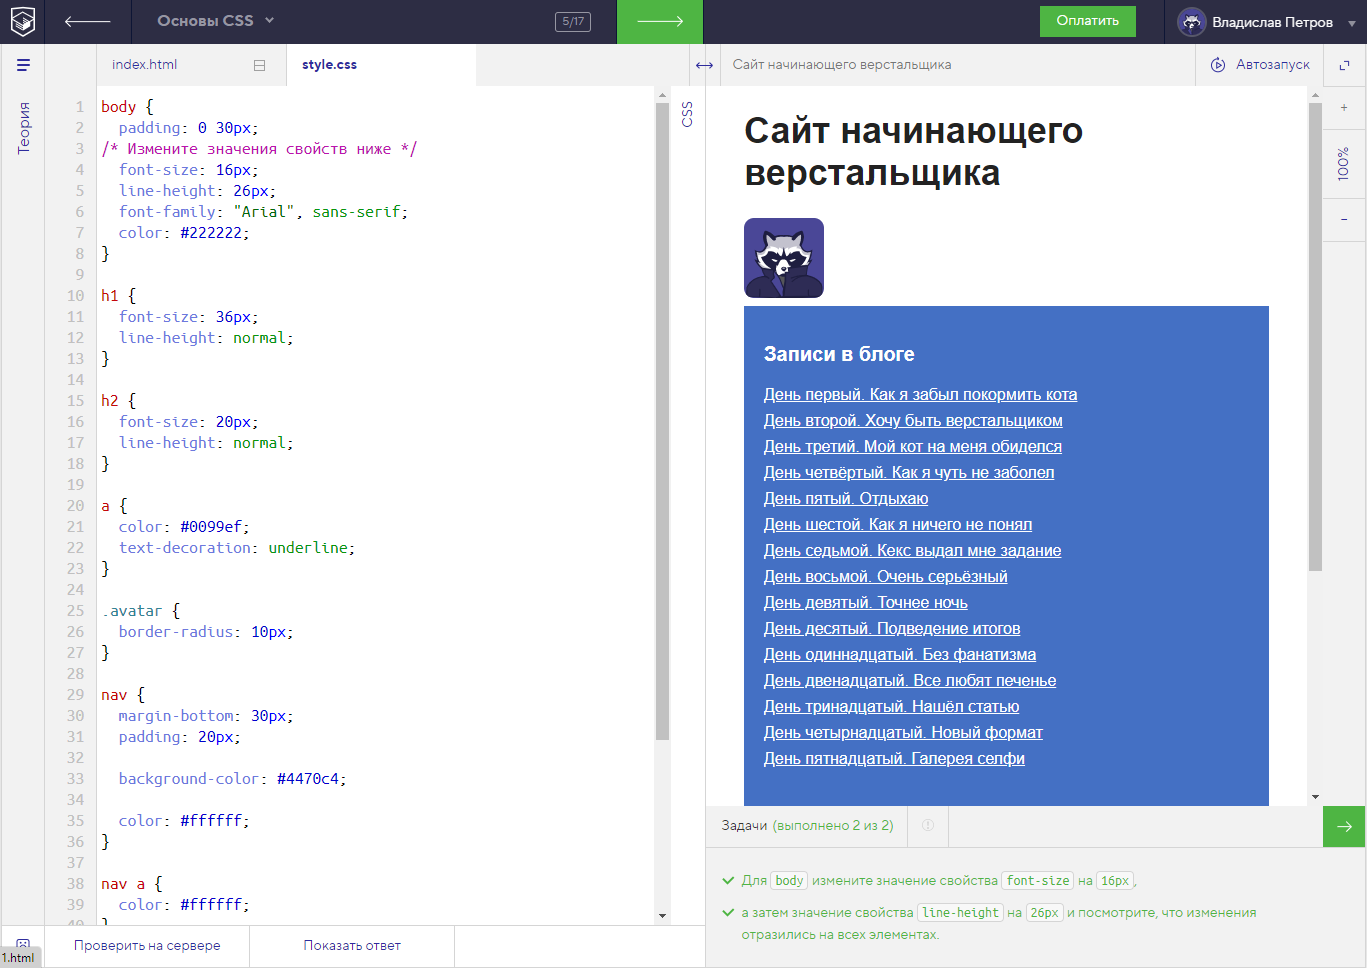 Основы CSS
5/17
Оплатить
Владислав Петров
index.html
style.css
Сайт начинающего верстальщика
Автозапуск
Теория
1 body {
2 padding: 0 30px;
3 /* Измените значения свойств ниже */
4 font-size: 16px;
5 line-height: 26px;
6 font-family: "Arial", sans-serif;
7 color: #222222;
8 }
9
10 h1 {
11 font-size: 36px;
12 line-height: normal;
13 }
14
15 h2 {
16 font-size: 20px;
17 line-height: normal;
18 }
19
20 a {
21 color: #0099ef;
22 text-decoration: underline;
23 }
24
25 .avatar {
26 border-radius: 10px;
27 }
28
29 nav {
30 margin-bottom: 30px;
31 padding: 20px;
32
33 background-color: #4470c4;
34
35 color: #ffffff;
36 }
37
38 nav a {
39 color: #ffffff;
40 }
CSS
Сайт начинающего
верстальщика
Записи в блоге
День первый. Как я забыл покормить кота
День второй. Хочу быть верстальщиком
День третий. Мой кот на меня обиделся
День четвёртый. Как я чуть не заболел
День пятый. Отдыхаю
День шестой. Как я ничего не понял
День седьмой. Кекс выдал мне задание
День восьмой. Очень серьёзный
День девятый. Точнее ночь
День десятый. Подведение итогов
День одиннадцатый. Без фанатизма
День двенадцатый. Все любят печенье
День тринадцатый. Нашёл статью
День четырнадцатый. Новый формат
День пятнадцатый. Галерея селфи
+
100%
−
Задачи (выполнено 2 из 2)
Для body измените значение свойства font-size на 16px,
а затем значение свойства line-height на 26px и посмотрите, что изменения
отразились на всех элементах.
Проверить на сервере
Показать ответ
1.html